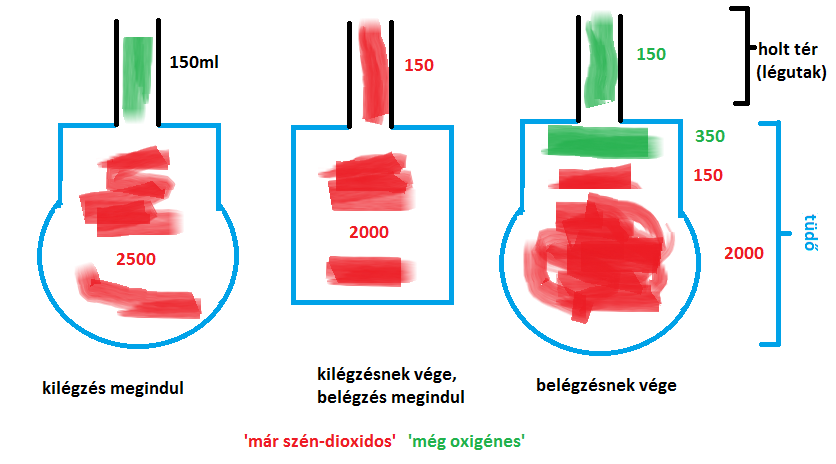 150ml
150
150
holt tér
(légutak)
350
150
2500
2000
2000
tüdő
kilégzés megindul
kilégzésnek vége,
belégzés megindul
belégzésnek vége
'már szén-dioxidos' 'még oxigénes'